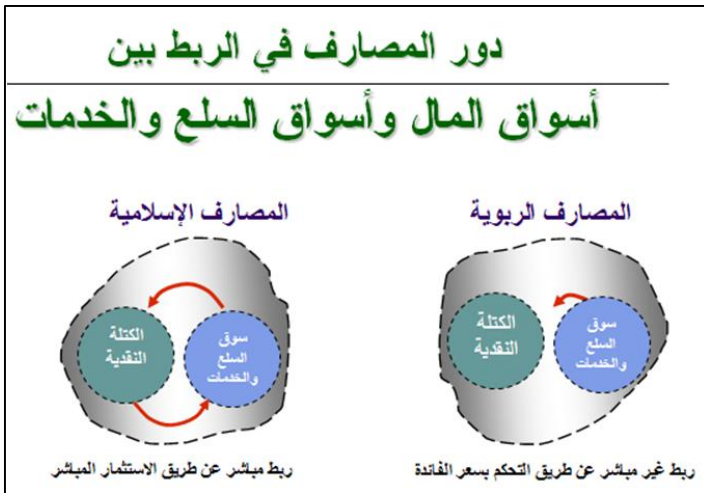 دور المصارف في الربط بين
أسواق المال وأسواق السلع والخدمات
المصارف الربوية
الكتلة
النقدية
سوق
السلع
والخدمات
ربط غير مباشر عن طريق التحكم بسعر الفائدة
المصارف الإسلامية
الكتلة
النقدية
سوق
السلع
والخدمات
ربط مباشر عن طريق الاستثمار المباشر